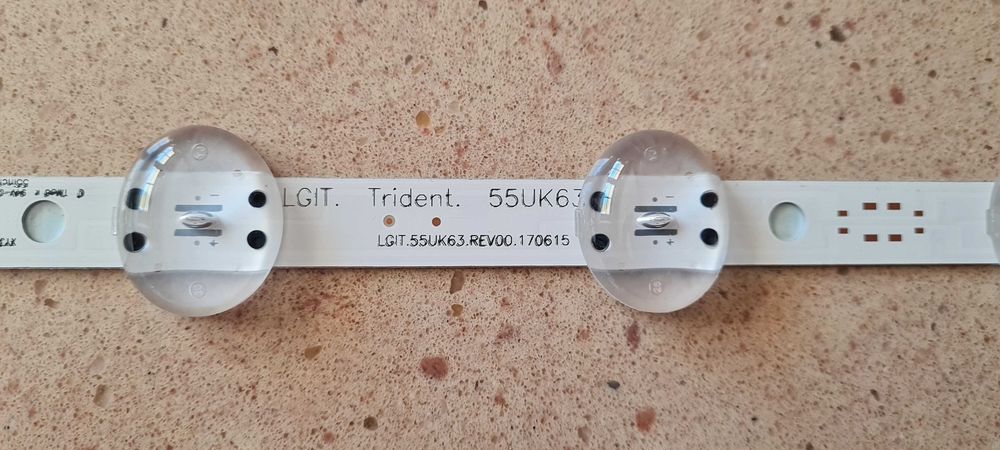 LGIT. Trident. 55UK63
LGIT.55UK63.REV00.170615